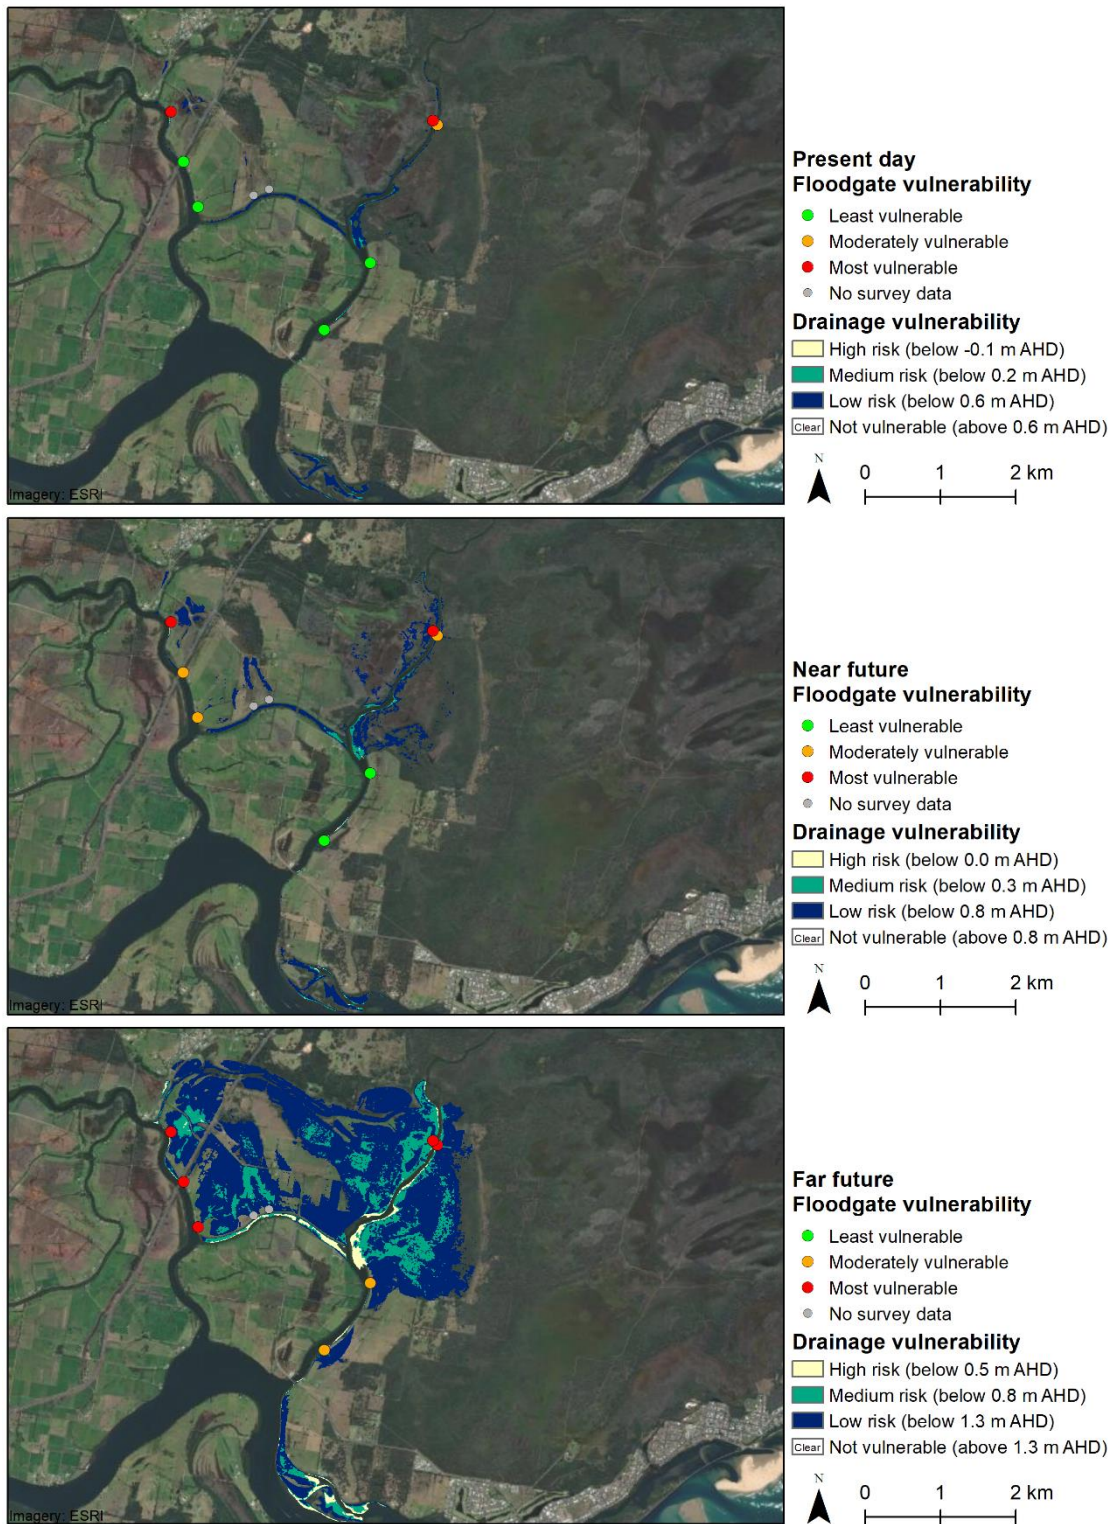 Present day
Floodgate vulnerability
Least vulnerable
Moderately vulnerable
Most vulnerable
No survey data
Drainage vulnerability
High risk (below -0.1 m AHD)
Medium risk (below 0.2 m AHD)
Low risk (below 0.6 m AHD)
Clear Not vulnerable (above 0.6 m AHD)
N
0 1 2 km
Imagery: ESRI
Near future
Floodgate vulnerability
Least vulnerable
Moderately vulnerable
Most vulnerable
No survey data
Drainage vulnerability
High risk (below 0.0 m AHD)
Medium risk (below 0.3 m AHD)
Low risk (below 0.8 m AHD)
Clear Not vulnerable (above 0.8 m AHD)
N
0 1 2 km
Imagery: ESRI
Far future
Floodgate vulnerability
Least vulnerable
Moderately vulnerable
Most vulnerable
No survey data
Drainage vulnerability
High risk (below 0.5 m AHD)
Medium risk (below 0.8 m AHD)
Low risk (below 1.3 m AHD)
Clear Not vulnerable (above 1.3 m AHD)
N
0 1 2 km
Imagery: ESRI